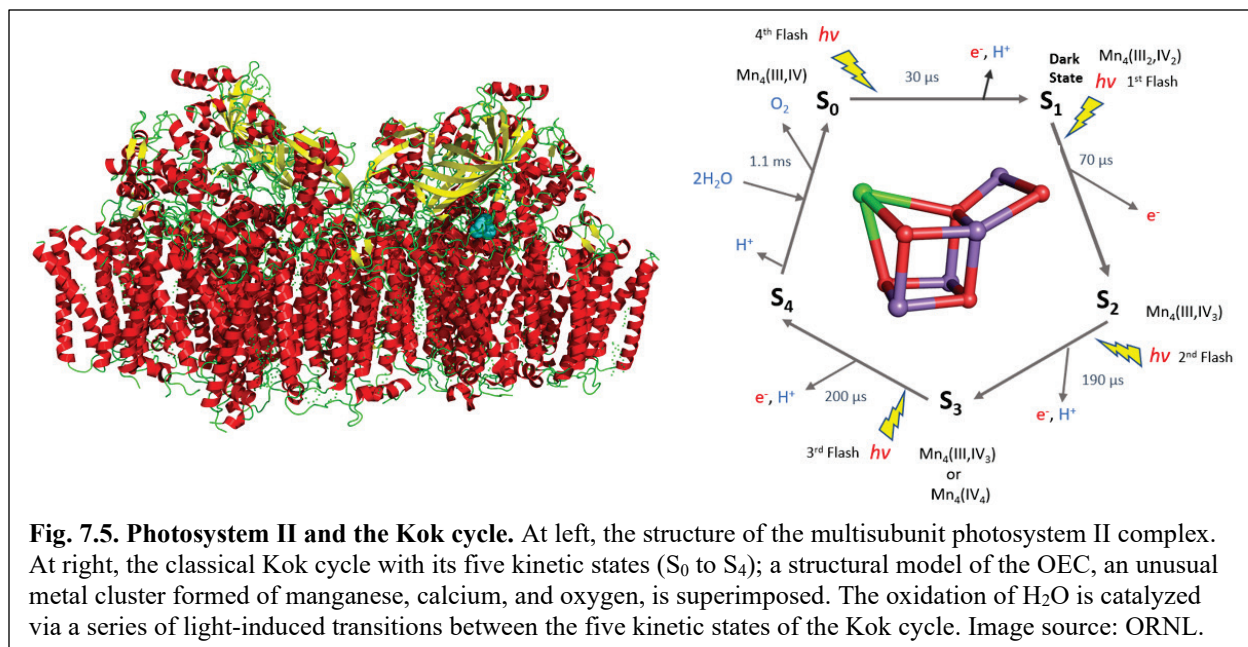 4th Flash hν
30 µs
e-, H+
Dark State
Mn4(III2,IV2)
hν 1st Flash
Mn4(III,IV)
O2
S0
S1
1.1 ms
2H2O
70 µs
e-
H+
S4
S2
Mn4(III,IV3)
hν 2nd Flash
190 µs
e-, H+
200 µs
e-, H+
S3
3rd Flash hν
Mn4(III,IV3)
or
Mn4(IV4)
Fig. 7.5. Photosystem II and the Kok cycle. At left, the structure of the multisubunit photosystem II complex.
At right, the classical Kok cycle with its five kinetic states (S0 to S4); a structural model of the OEC, an unusual
metal cluster formed of manganese, calcium, and oxygen, is superimposed. The oxidation of H2O is catalyzed
via a series of light-induced transitions between the five kinetic states of the Kok cycle. Image source: ORNL.